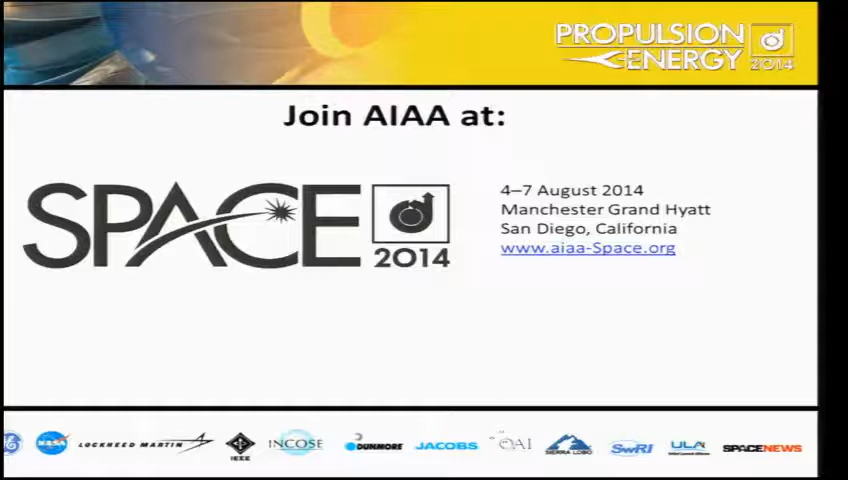 PROPULSION
ENERGY
2014
Join AIAA at:
SPACE
2014
4–7 August 2014
Manchester Grand Hyatt
San Diego, California
www.aiaa-Space.org
NASA LOCKHEED MARTIN IEEE INCOSE DUNMORE JACOBS OAI SIERRA LOBO SwRI ULA SPACENEWS